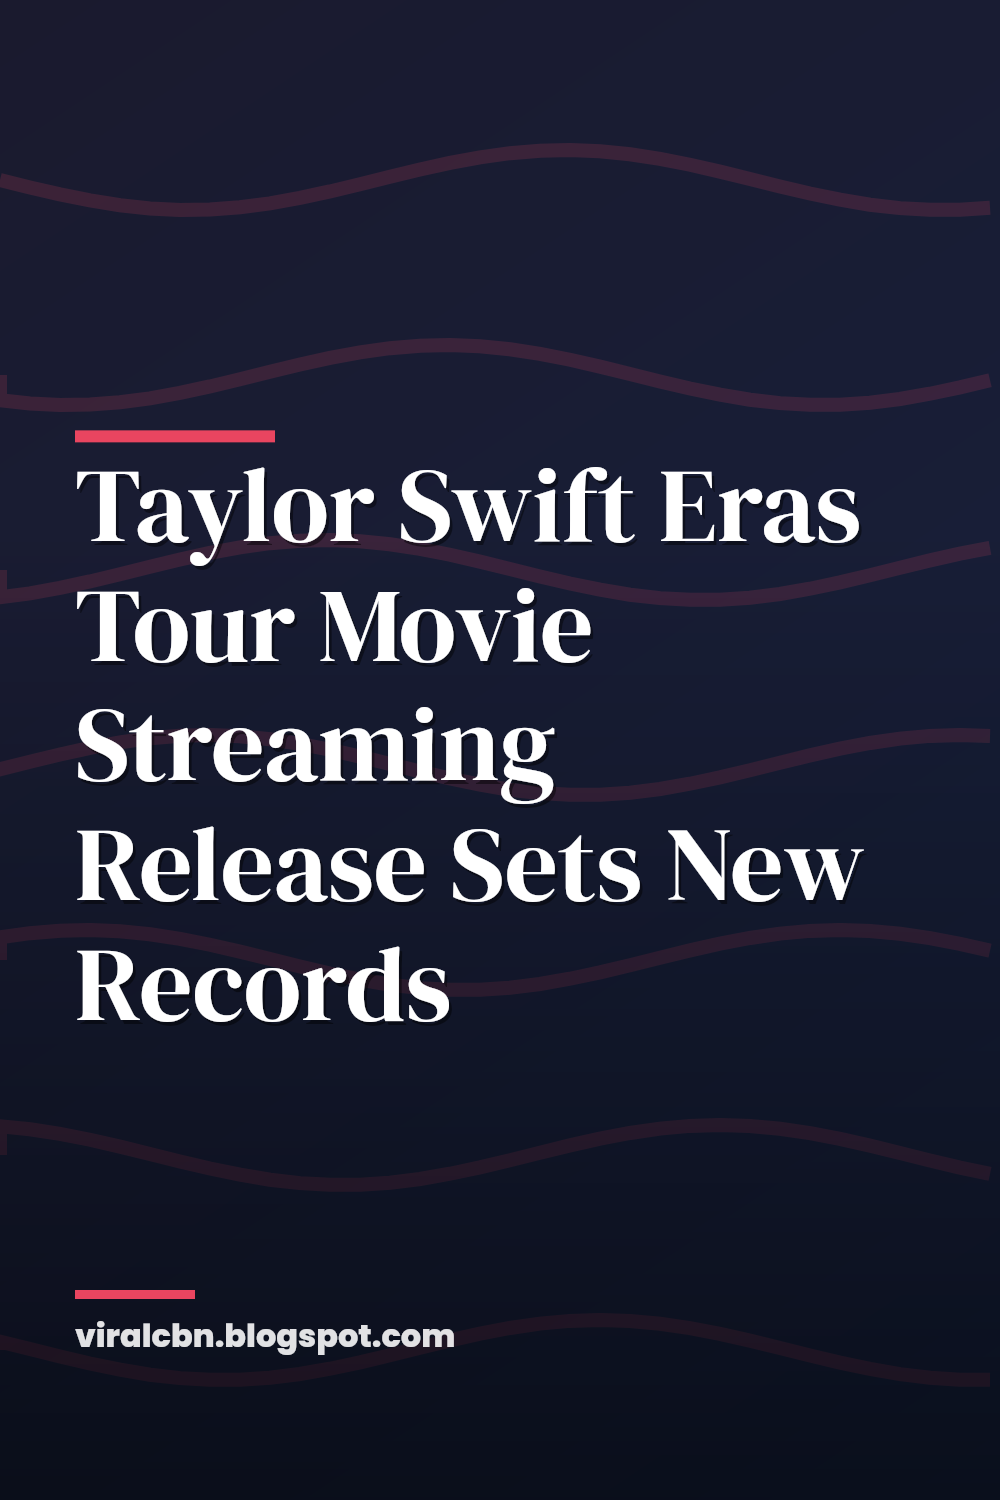 Taylor Swift Eras
Tour Movie
Streaming
Release Sets New
Records
viralcbn.blogspot.com